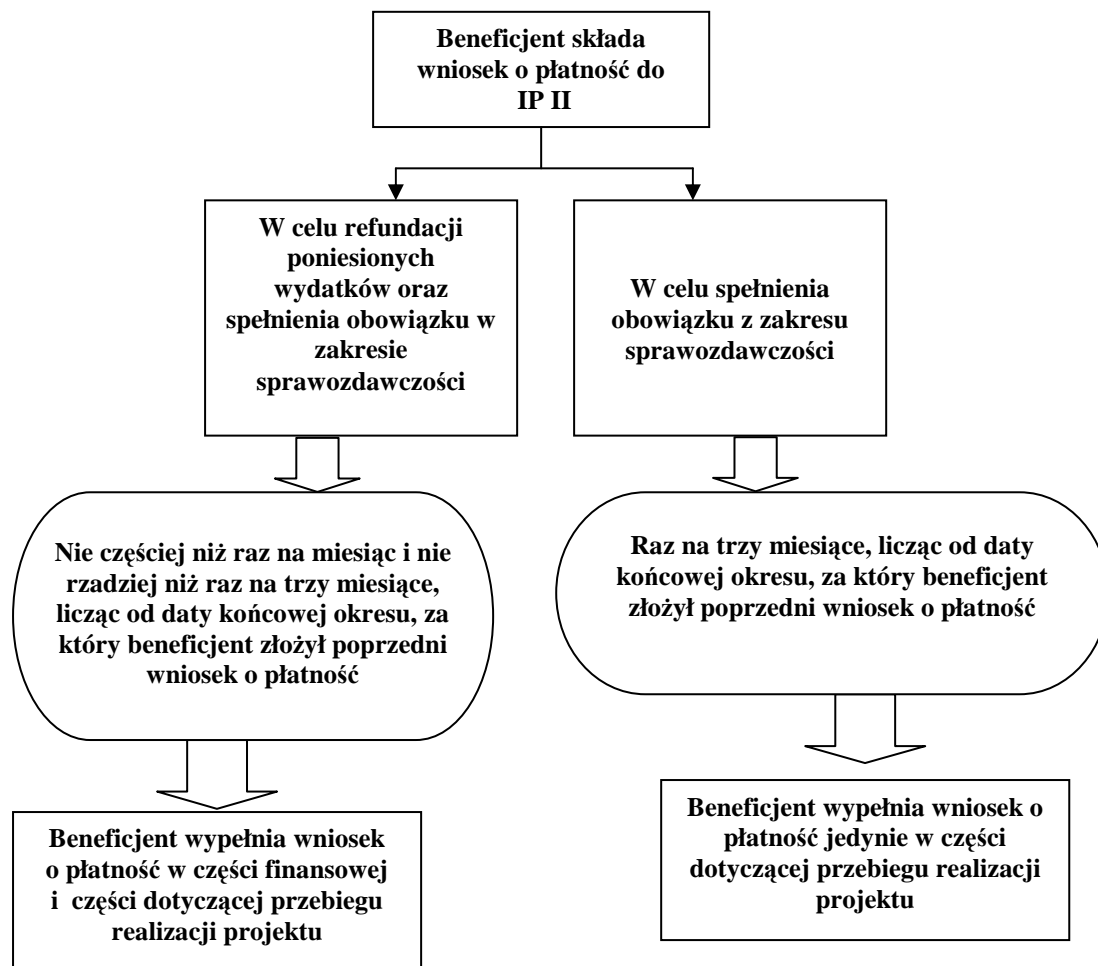 Beneficjent składa
wniosek o płatność do
IP II
W celu refundacji
poniesionych
wydatków oraz
spełnienia obowiązku w
zakresie
sprawozdawczości
W celu spełnienia
obowiązku z zakresu
sprawozdawczości
Nie częściej niż raz na miesiąc i nie
rzadziej niż raz na trzy miesiące,
licząc od daty końcowej okresu, za
który beneficjent złożył poprzedni
wniosek o płatność
Raz na trzy miesiące, licząc od daty
końcowej okresu, za który beneficjent
złożył poprzedni wniosek o płatność
Beneficjent wypełnia wniosek
o płatność w części finansowej
i części dotyczącej przebiegu
realizacji projektu
Beneficjent wypełnia wniosek o
płatność jedynie w części
dotyczącej przebiegu realizacji
projektu